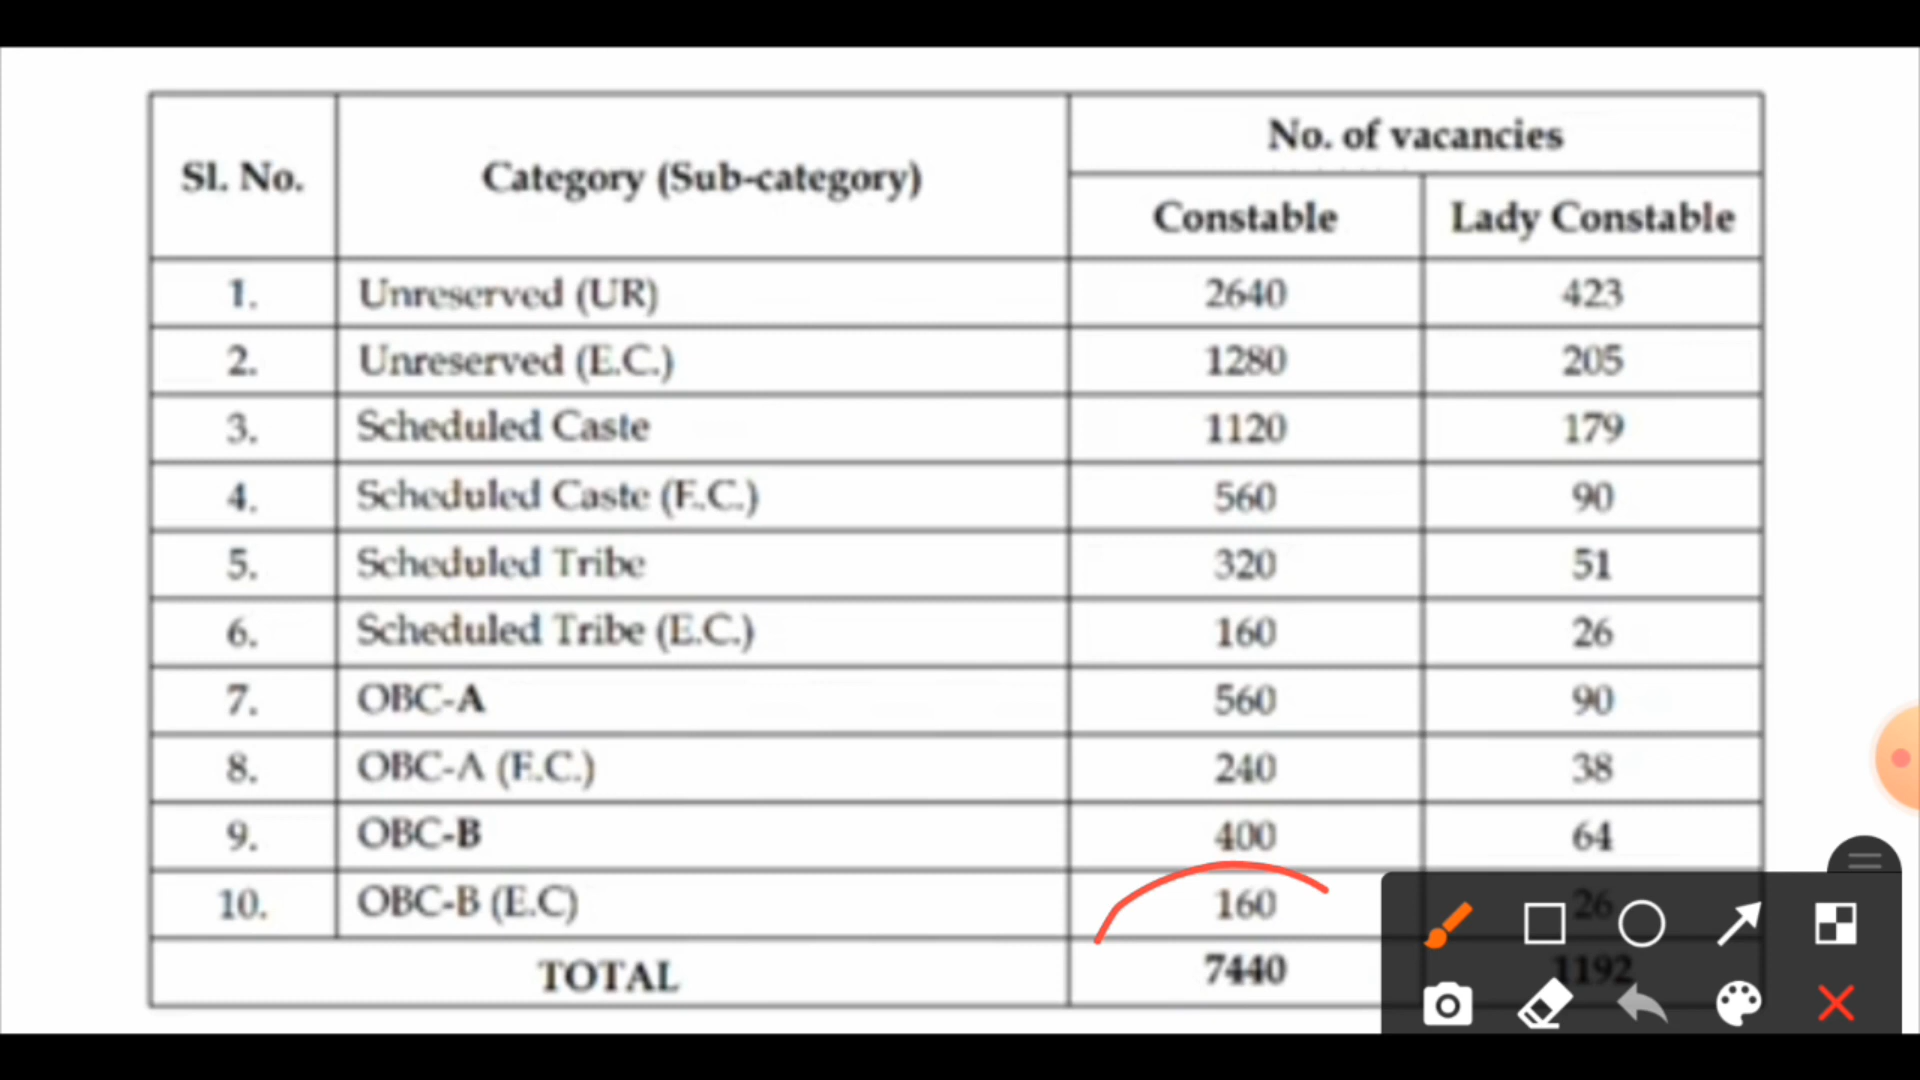 Sl. No. Category (Sub-category) No. of vacancies
Constable Lady Constable
1. Unreserved (UR) 2640 423
2. Unreserved (E.C.) 1280 205
3. Scheduled Caste 1120 179
4. Scheduled Caste (E.C.) 560 90
5. Scheduled Tribe 320 51
6. Scheduled Tribe (E.C.) 160 26
7. OBC-A 560 90
8. OBC-A (E.C.) 240 38
9. OBC-B 400 64
10. OBC-B (E.C) 160 26
TOTAL 7440 1192